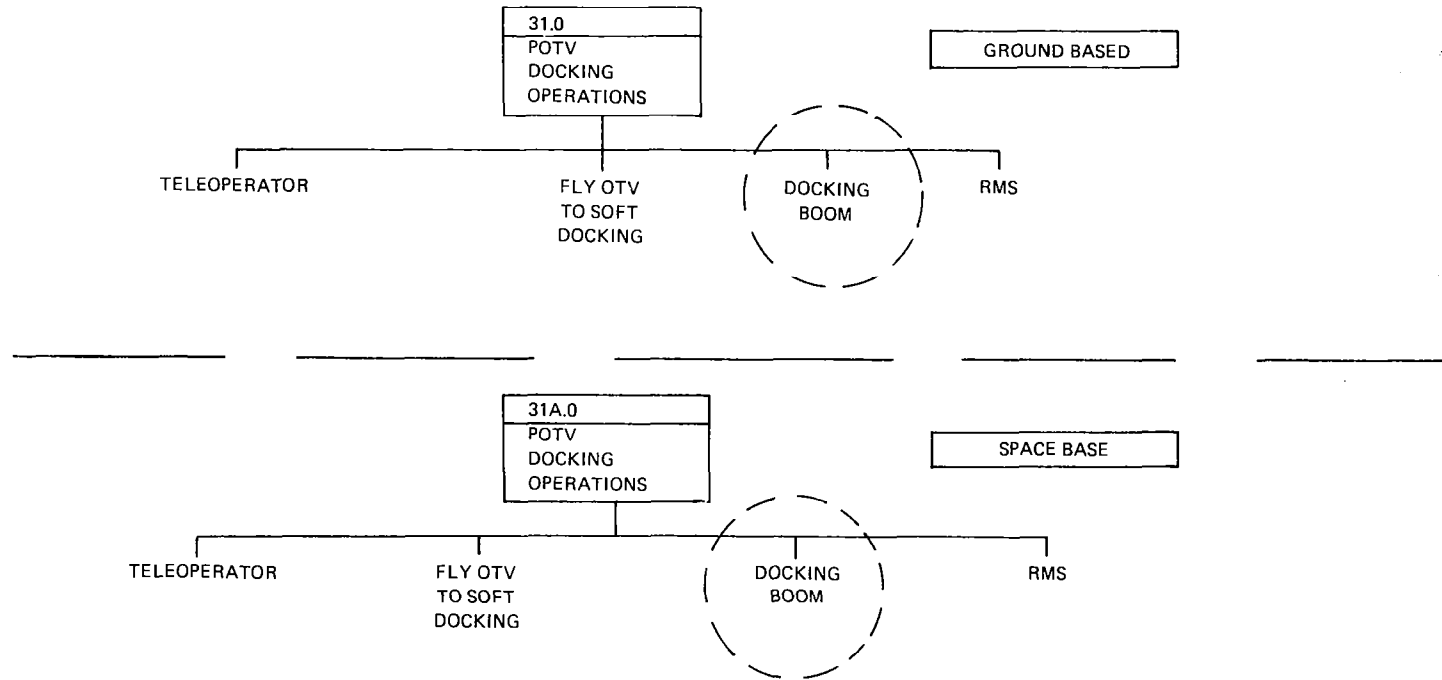 31.0
POTV
DOCKING
OPERATIONS
GROUND BASED
TELEOPERATOR
FLY OTV
TO SOFT
DOCKING
DOCKING
BOOM
RMS
31A.0
POTV
DOCKING
OPERATIONS
SPACE BASE
TELEOPERATOR
FLY OTV
TO SOFT
DOCKING
DOCKING
BOOM
RMS